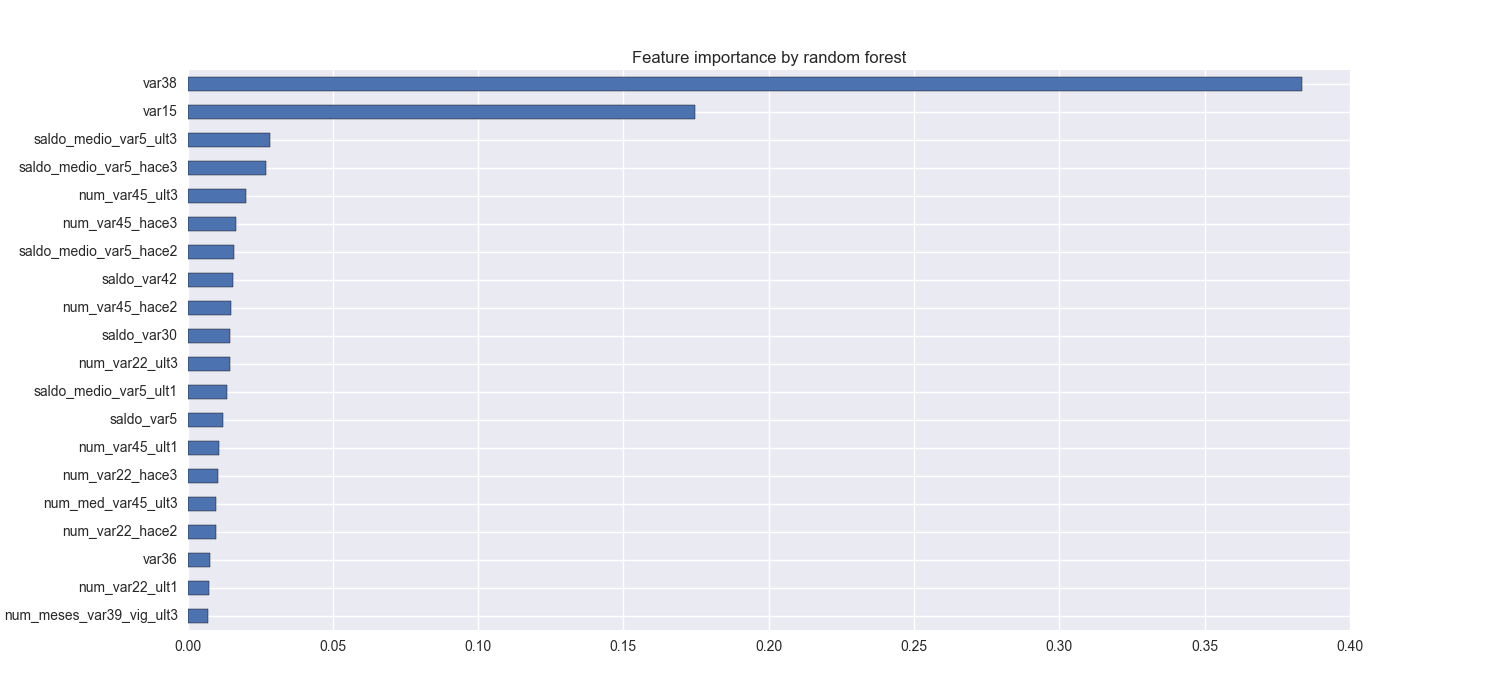 Feature importance by random forest
var38
var15
saldo_medio_var5_ult3
saldo_medio_var5_hace3
num_var45_ult3
num_var45_hace3
saldo_medio_var5_hace2
saldo_var42
num_var45_hace2
saldo_var30
num_var22_ult3
saldo_medio_var5_ult1
saldo_var5
num_var45_ult1
num_var22_hace3
num_med_var45_ult3
num_var22_hace2
var36
num_var22_ult1
num_meses_var39_vig_ult3
0.00 0.05 0.10 0.15 0.20 0.25 0.30 0.35 0.40